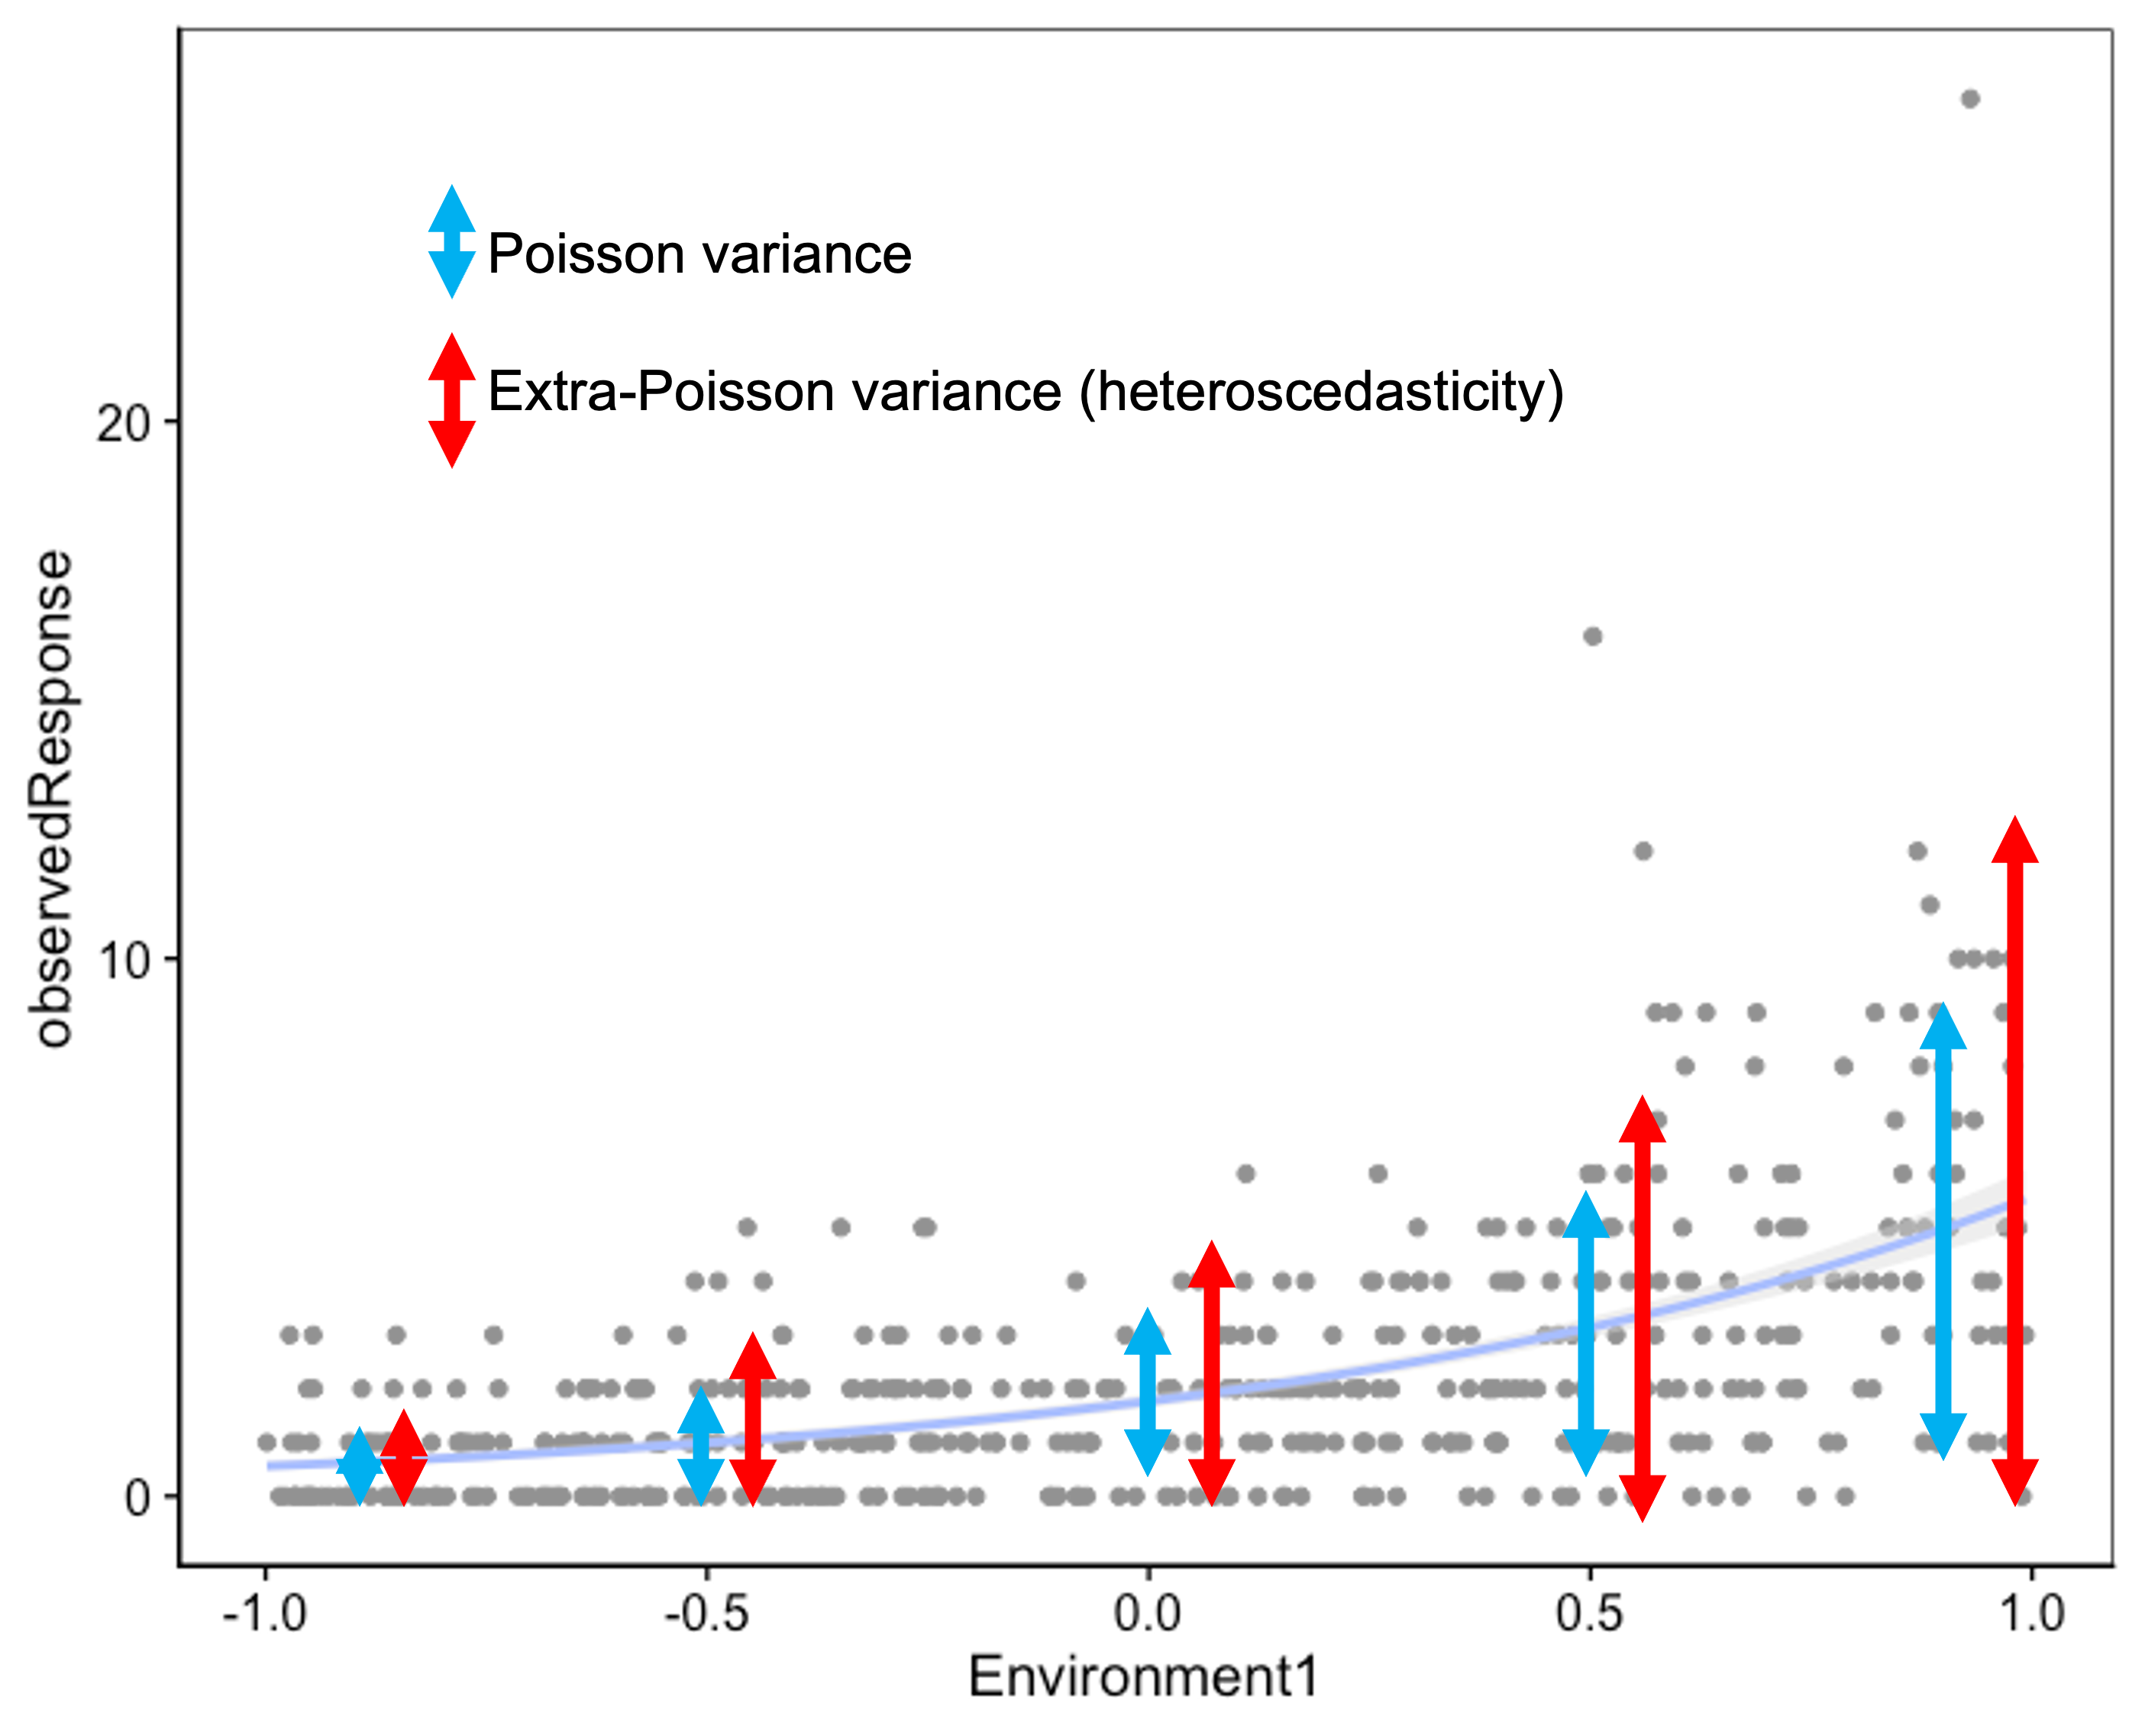 Poisson variance
Extra-Poisson variance (heteroscedasticity)
observedResponse
20
10
0
-1.0 -0.5 0.0 0.5 1.0
Environment1